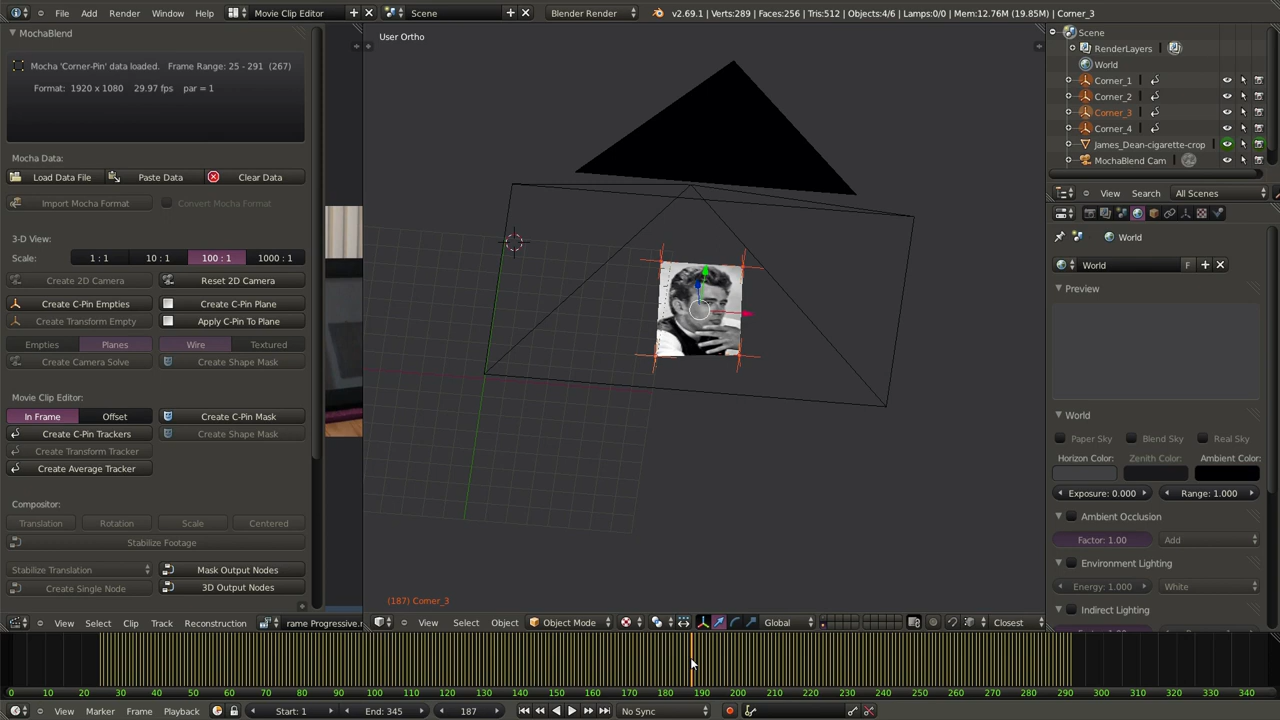 File Render Window Help Movie Clip Editor Scene Blender Render v2.69.1 | Verts:289 | Faces:256 | Tris:512 | Objects:4/6 | Lamps:0/0 | Mem:12.76M (19.85M) | Corner_3
MochaBlend
Mocha 'Corner-Pin' data loaded. Frame Range: 25 - 291 (267)
Format: 1920 x 1080 29.97 fps par = 1
Mocha Data:
Load Data File Paste Data Clear Data
Import Mocha Format Convert Mocha Format
3-D View:
Scale: 1 : 1 10 : 1 100 : 1 1000 : 1
Create 2D Camera Reset 2D Camera
Create C-Pin Empties Create C-Pin Plane
Create Transform Empty Apply C-Pin To Plane
Empties Planes Wire Textured
Create Camera Solve Create Shape Mask
Movie Clip Editor:
In Frame Offset Create C-Pin Mask
Create C-Pin Trackers Create Shape Mask
Create Transform Tracker
Create Average Tracker
Compositor:
Translation Rotation Scale Centered
Stabilize Footage
Stabilize Translation Mask Output Nodes
Create Single Node 3D Output Nodes
View Select Clip Track Reconstruction rame Progressive.m
User Ortho
(187) Corner_3
View Select Object Object Mode Global Closest
Scene
RenderLayers
World
Corner_1
Corner_2
Corner_3
Corner_4
James_Dean-cigarette-crop
MochaBlend Cam
View Search All Scenes
World
World F
Preview
World
Paper Sky Blend Sky Real Sky
Horizon Color: Zenith Color: Ambient Color:
Exposure: 0.000 Range: 1.000
Ambient Occlusion
Factor: 1.00 Add
Environment Lighting
Energy: 1.000 White
Indirect Lighting
0 10 20 30 40 50 60 70 80 90 100 110 120 130 140 150 160 170 180 190 200 210 220 230 240 250 260 270 280 290 300 310 320 330 340
View Marker Frame Playback Start: 1 End: 345 187 No Sync